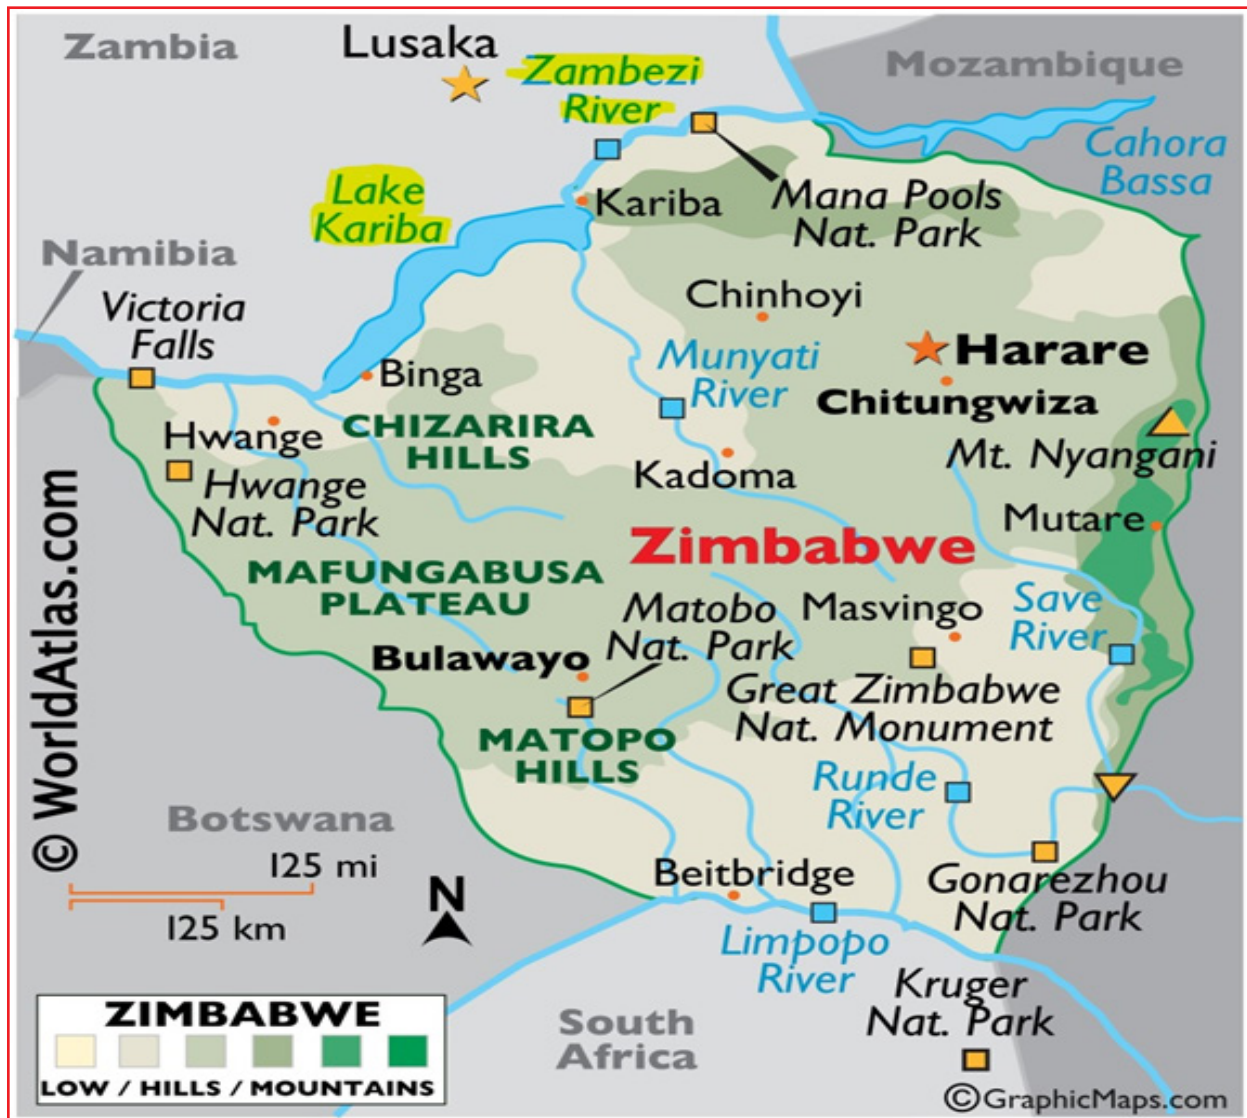 Zambia
Lusaka
Zambezi
River
Mozambique
Cahora
Bassa
Lake
Kariba
Kariba
Mana Pools
Nat. Park
Namibia
Victoria
Falls
Chinhoyi
Harare
Munyati
River
Binga
Chitungwiza
CHIZARIRA
HILLS
Hwange
Mt. Nyangani
Hwange
Nat. Park
Kadoma
Mutare
Zimbabwe
MAFUNGABUSA
PLATEAU
Matobo
Nat. Park
Masvingo
Save
River
Bulawayo
Great Zimbabwe
Nat. Monument
MATOPO
HILLS
Runde
River
© WorldAtlas.com
Botswana
125 mi
125 km
N
Beitbridge
Gonarezhou
Nat. Park
Limpopo
River
Kruger
Nat. Park
South
Africa
ZIMBABWE
LOW / HILLS / MOUNTAINS
©GraphicMaps.com